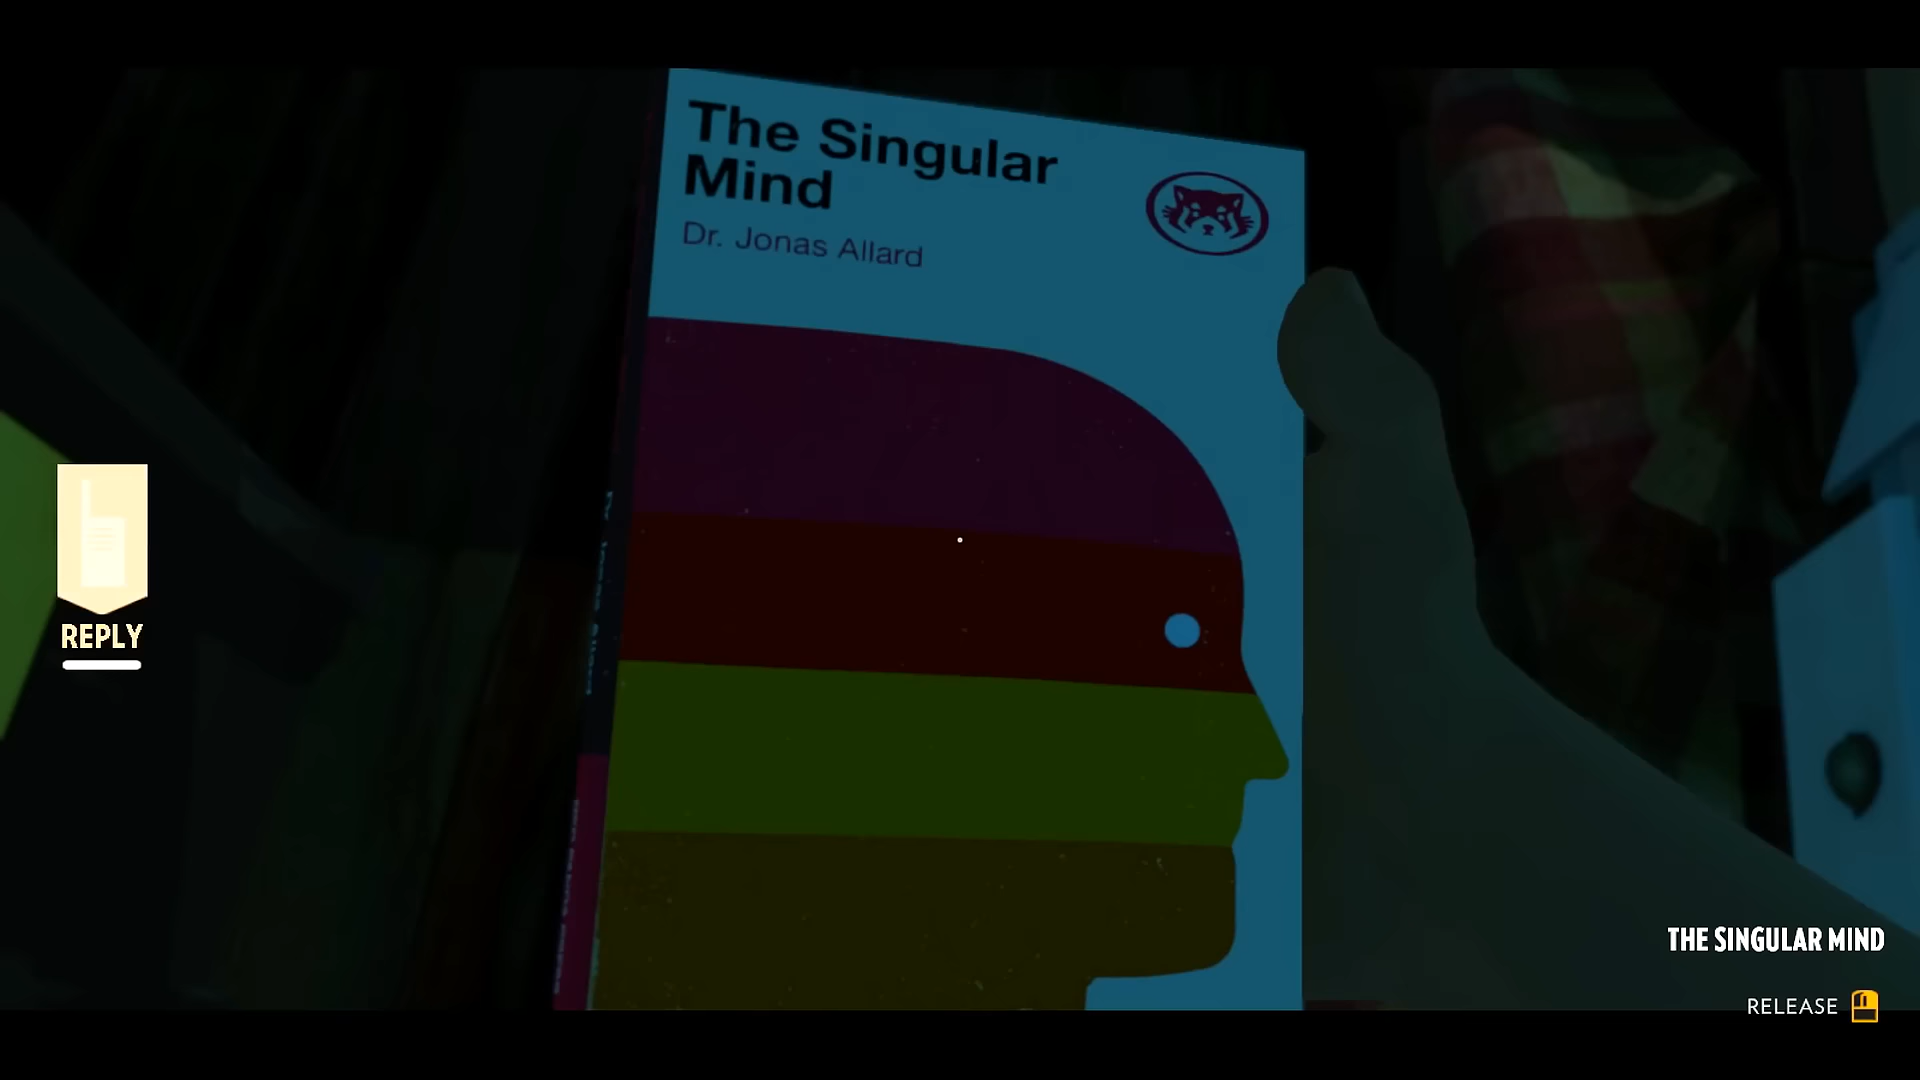 The Singular
Mind
Dr. Jonas Allard
REPLY
THE SINGULAR MIND
RELEASE